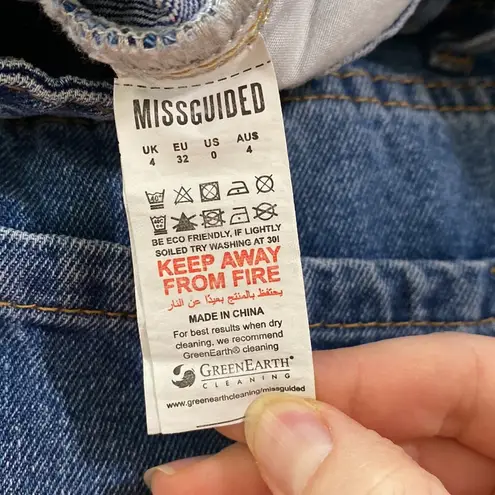 MISSGUIDED
UK EU US AUS
4 32 0 4
BE ECO FRIENDLY, IF LIGHTLY
SOILED TRY WASHING AT 30!
KEEP AWAY
FROM FIRE
يحتفظ بالمنتج بعيدًا عن النار
MADE IN CHINA
For best results when dry
cleaning, we recommend
GreenEarth® cleaning
GREENEARTH®
CLEANING
www.greenearthcleaning/missguided